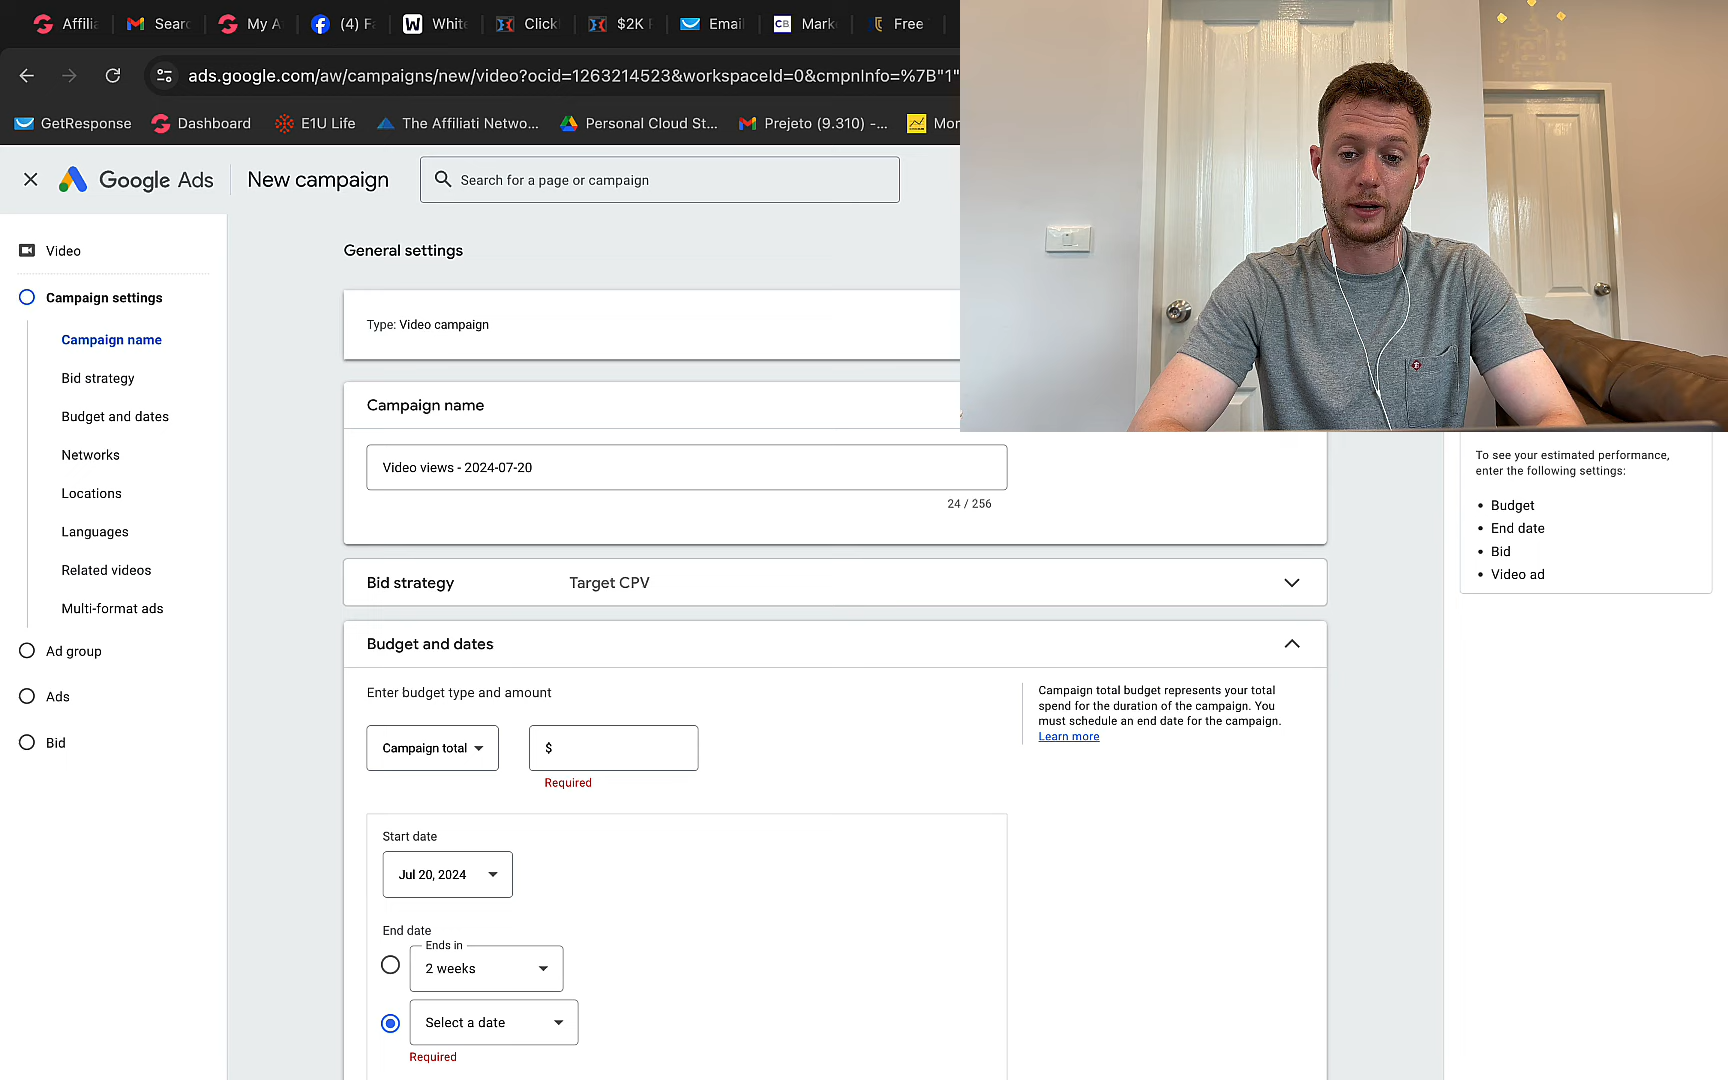 Affilia
Searc
My A
(4) Fa
White
Click
$2K F
Email
Mark
Free
ads.google.com/aw/campaigns/new/video?ocid=1263214523&workspaceId=0&cmpnInfo=%7B"1"
GetResponse
Dashboard
E1U Life
The Affiliati Netwo...
Personal Cloud St...
Prejeto (9.310) -...
Mor
Google Ads
New campaign
Search for a page or campaign
Video
Campaign settings
Campaign name
Bid strategy
Budget and dates
Networks
Locations
Languages
Related videos
Multi-format ads
Ad group
Ads
Bid
General settings
Type: Video campaign
Campaign name
Video views - 2024-07-20
24 / 256
Bid strategy
Target CPV
Budget and dates
Enter budget type and amount
Campaign total
$
Required
Campaign total budget represents your total
spend for the duration of the campaign. You
must schedule an end date for the campaign.
Learn more
Start date
Jul 20, 2024
End date
Ends in
2 weeks
Select a date
Required
To see your estimated performance,
enter the following settings:
• Budget
• End date
• Bid
• Video ad